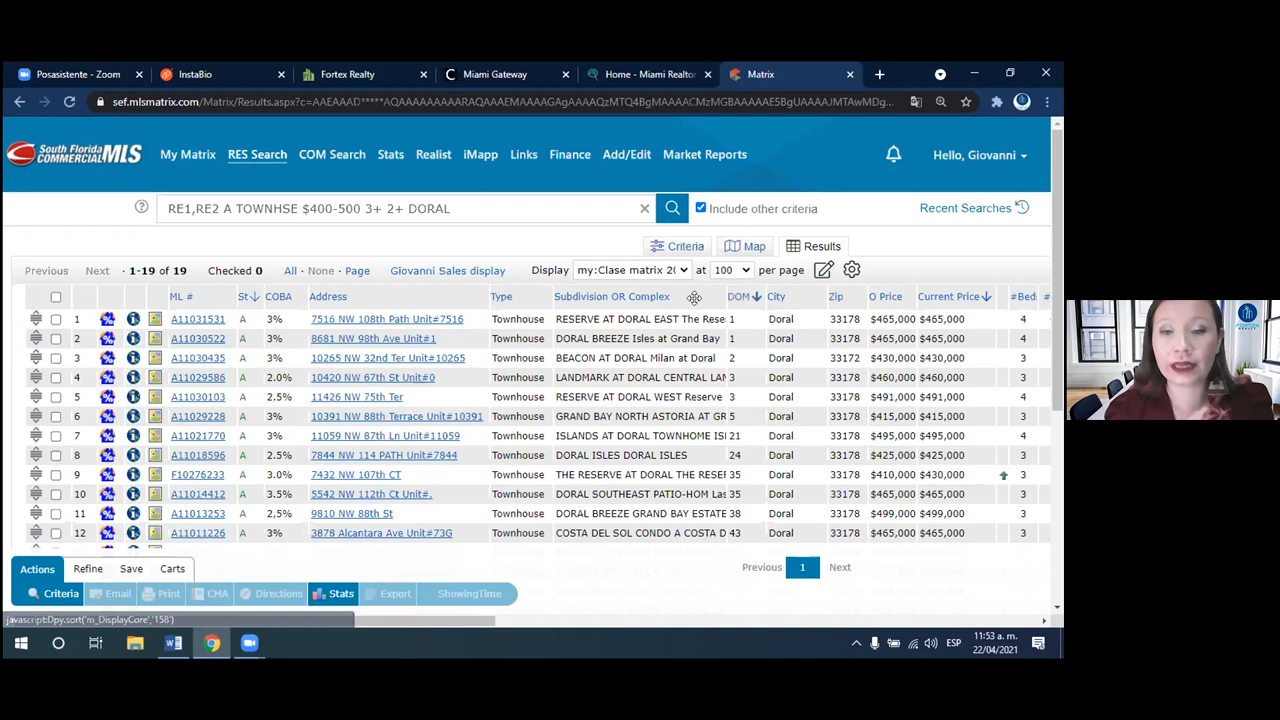 Posasistente - Zoom InstaBio Fortex Realty Miami Gateway Home - Miami Realtor Matrix
sef.mlsmatrix.com/Matrix/Results.aspx?c=AAEAAAD*****AQAAAAAAAAARAQAAAEMAAAAGAgAAAAQzMTQ4BgMAAAACMzMGBAAAAAE5BgUAAAAJMTAwMDg...
South Florida
COMMERCIAL MLS
My Matrix RES Search COM Search Stats Realist iMapp Links Finance Add/Edit Market Reports Hello, Giovanni
RE1,RE2 A TOWNHSE $400-500 3+ 2+ DORAL Include other criteria Recent Searches
Criteria Map Results
Previous Next · 1-19 of 19 Checked 0 All · None · Page Giovanni Sales display Display my:Clase matrix 20 at 100 per page
ML # St COBA Address Type Subdivision OR Complex DOM City Zip O Price Current Price #Beds #
1 A11031531 A 3% 7516 NW 108th Path Unit#7516 Townhouse RESERVE AT DORAL EAST The Rese Doral 33178 $465,000 $465,000 4
2 A11030522 A 3% 8681 NW 98th Ave Unit#1 Townhouse DORAL BREEZE Isles at Grand Bay 1 Doral 33178 $465,000 $465,000 4
3 A11030435 A 3% 10265 NW 32nd Ter Unit#10265 Townhouse BEACON AT DORAL Milan at Doral 2 Doral 33172 $430,000 $430,000 3
4 A11029586 A 2.0% 10420 NW 67th St Unit#0 Townhouse LANDMARK AT DORAL CENTRAL LAN 3 Doral 33178 $460,000 $460,000 3
5 A11030103 A 2.5% 11426 NW 75th Ter Townhouse RESERVE AT DORAL WEST Reserve 3 Doral 33178 $491,000 $491,000 4
6 A11029228 A 3% 10391 NW 88th Terrace Unit#10391 Townhouse GRAND BAY NORTH ASTORIA AT GR 3 Doral 33178 $415,000 $415,000 3
7 A11021770 A 3% 11059 NW 87th Ln Unit#11059 Townhouse ISLANDS AT DORAL TOWNHOME ISI 21 Doral 33178 $495,000 $495,000 4
8 A11018596 A 2.5% 7844 NW 114 PATH Unit#7844 Townhouse DORAL ISLES DORAL ISLES 24 Doral 33178 $425,000 $425,000 3
9 F10276233 A 3.0% 7432 NW 107th CT Townhouse THE RESERVE AT DORAL THE RESER 35 Doral 33178 $410,000 $430,000 3
10 A11014412 A 3.5% 5542 NW 112th Ct Unit#. Townhouse DORAL SOUTHEAST PATIO-HOM Las 35 Doral 33178 $465,000 $465,000 3
11 A11013253 A 2,5% 9810 NW 88th St Townhouse DORAL BREEZE GRAND BAY ESTATE 38 Doral 33178 $499,000 $499,000 3
12 A11011226 A 3% 3878 Alcantara Ave Unit#73G Townhouse COSTA DEL SOL CONDO A COSTA D 43 Doral 33178 $465,000 $465,000 3
Actions Refine Save Carts Previous 1 Next
Criteria Email Print CMA Directions Stats Export ShowingTime
javascript:Dpy.sort('m_DisplayCore','158')
ESP 11:53 a. m.
22/04/2021